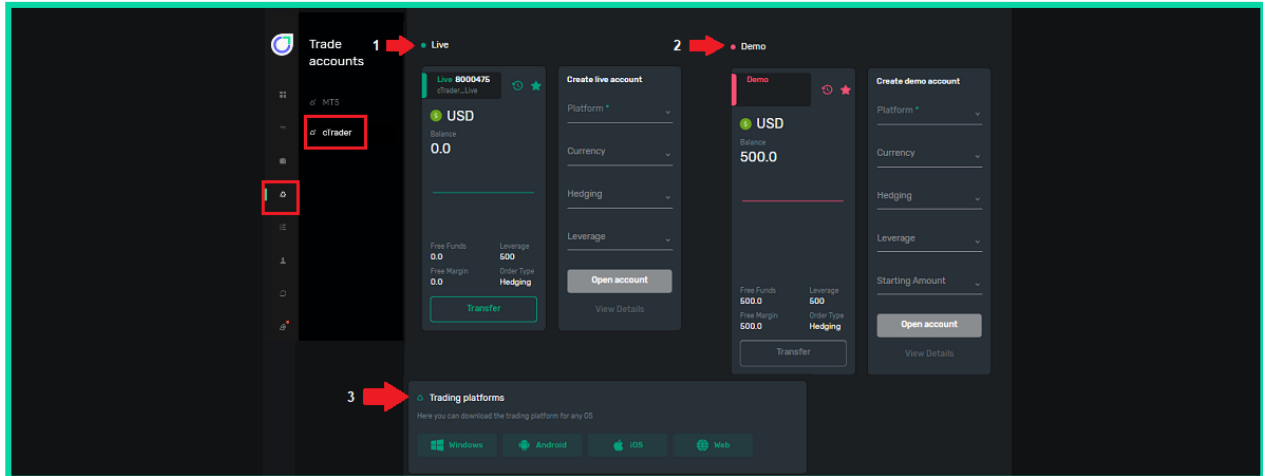 Trade
accounts
MT5
cTrader
1
Live
Live 8000475
cTrader_Live
USD
Balance
0.0
Free Funds
Leverage
0.0
500
Free Margin
Order Type
0.0
Hedging
Transfer
Create live account
Platform *
Currency
Hedging
Leverage
Open account
View Details
2
Demo
Demo
USD
Balance
500.0
Free Funds
Leverage
500.0
500
Free Margin
Order Type
500.0
Hedging
Transfer
Create demo account
Platform *
Currency
Hedging
Leverage
Starting Amount
Open account
View Details
3
Trading platforms
Here you can download the trading platform for any OS
Windows
Android
iOS
Web